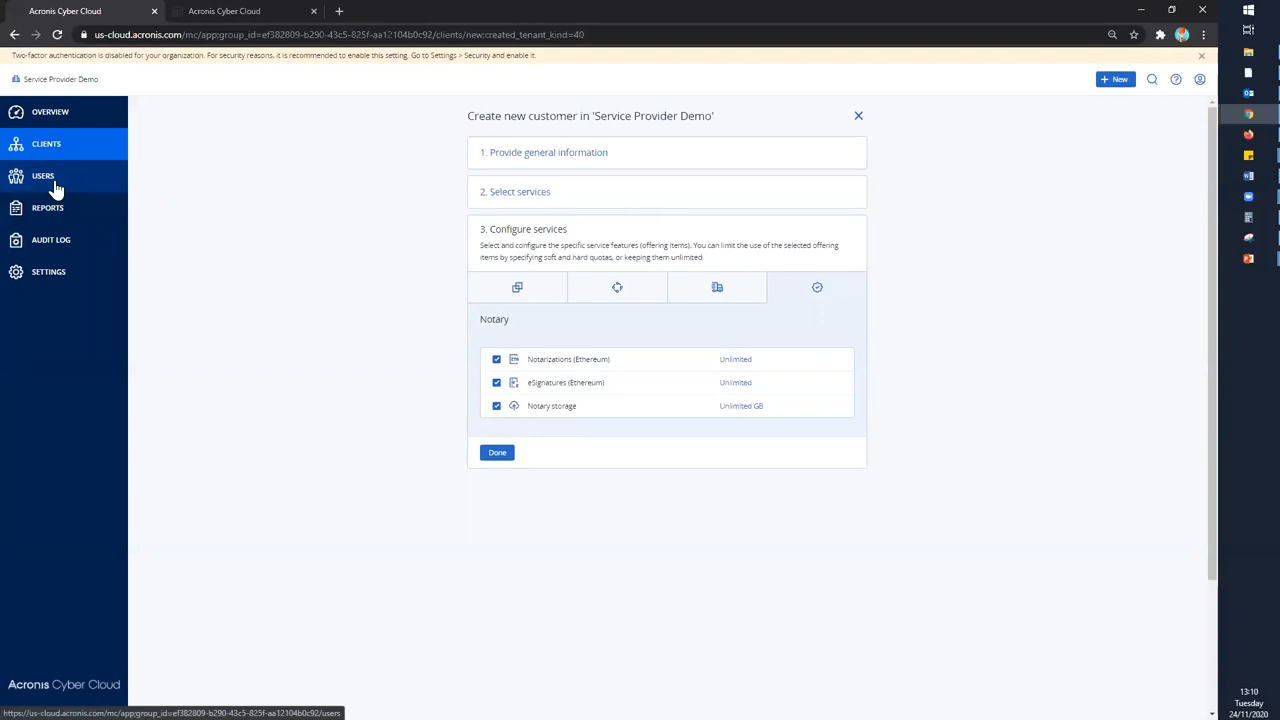 Acronis Cyber Cloud
Acronis Cyber Cloud
us-cloud.acronis.com/mc/app;group_id=ef382809-b290-43c5-825f-aa12104b0c92/clients/new;created_tenant_kind=40
Two-factor authentication is disabled for your organization. For security reasons, it is recommended to enable this setting. Go to Settings > Security and enable it.
Service Provider Demo
New
OVERVIEW
CLIENTS
USERS
REPORTS
AUDIT LOG
SETTINGS
Create new customer in 'Service Provider Demo'
1. Provide general information
2. Select services
3. Configure services
Select and configure the specific service features (offering items). You can limit the use of the selected offering
items by specifying soft and hard quotas, or keeping them unlimited.
Notary
Notarizations (Ethereum) Unlimited
eSignatures (Ethereum) Unlimited
Notary storage Unlimited GB
Done
Acronis Cyber Cloud
https://us-cloud.acronis.com/mc/app;group_id=ef382809-b290-43c5-825f-aa12104b0c92/users
13:10
Tuesday
24/11/2020